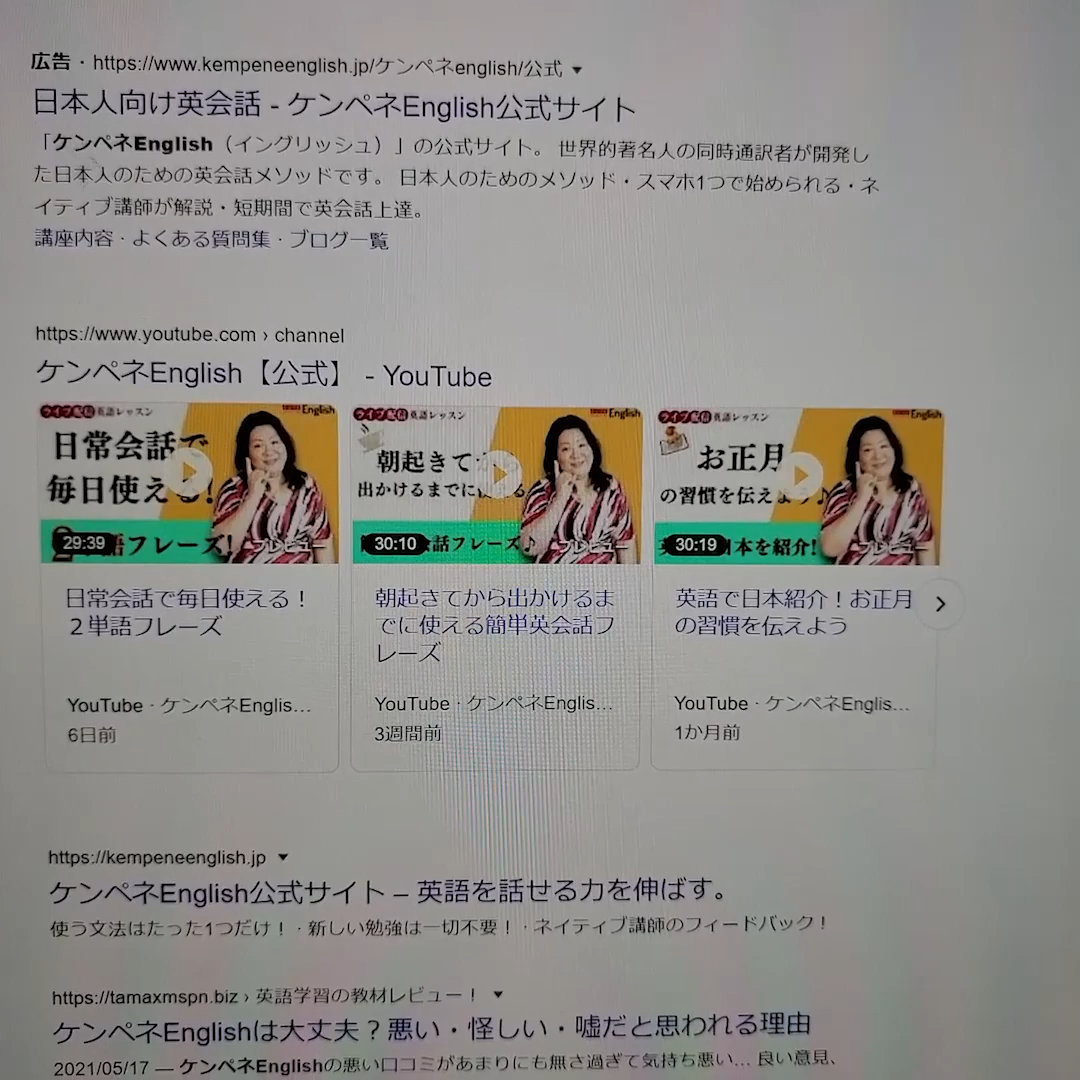 広告 · https://www.kempeneenglish.jp/ケンペネenglish/公式
日本人向け英会話 - ケンペネEnglish公式サイト
「ケンペネEnglish（イングリッシュ）」の公式サイト。 世界的著名人の同時通訳者が開発し
た日本人のための英会話メソッドです。 日本人のためのメソッド・スマホ1つで始められる・ネ
イティブ講師が解説・短期間で英会話上達。
講座内容 · よくある質問集 · ブログ一覧
https://www.youtube.com › channel
ケンペネEnglish【公式】 - YouTube
ライブ配信 英語レッスン
English
日常会話で
毎日使える!
語フレーズ!
29:39
プレビュー
ライブ配信 英語レッスン
English
朝起きて
出かけるまでに
話フレーズ♪
30:10
プレビュー
ライブ配信 英語レッスン
English
お正月
の習慣を伝えよう♪
本を紹介!
30:19
プレビュー
日常会話で毎日使える！
２単語フレーズ
YouTube · ケンペネEnglis...
6日前
朝起きてから出かけるま
でに使える簡単英会話フ
レーズ
YouTube · ケンペネEnglis...
3週間前
英語で日本紹介！お正月
の習慣を伝えよう
YouTube · ケンペネEnglis...
1か月前
https://kempeneenglish.jp
ケンペネEnglish公式サイト – 英語を話せる力を伸ばす。
使う文法はたった1つだけ！ · 新しい勉強は一切不要！ · ネイティブ講師のフィードバック！
https://tamaxmspn.biz › 英語学習の教材レビュー！
ケンペネEnglishは大丈夫？悪い・怪しい・嘘だと思われる理由
2021/05/17 — ケンペネEnglishの悪い口コミがあまりにも無さ過ぎて気持ち悪い... 良い意見、